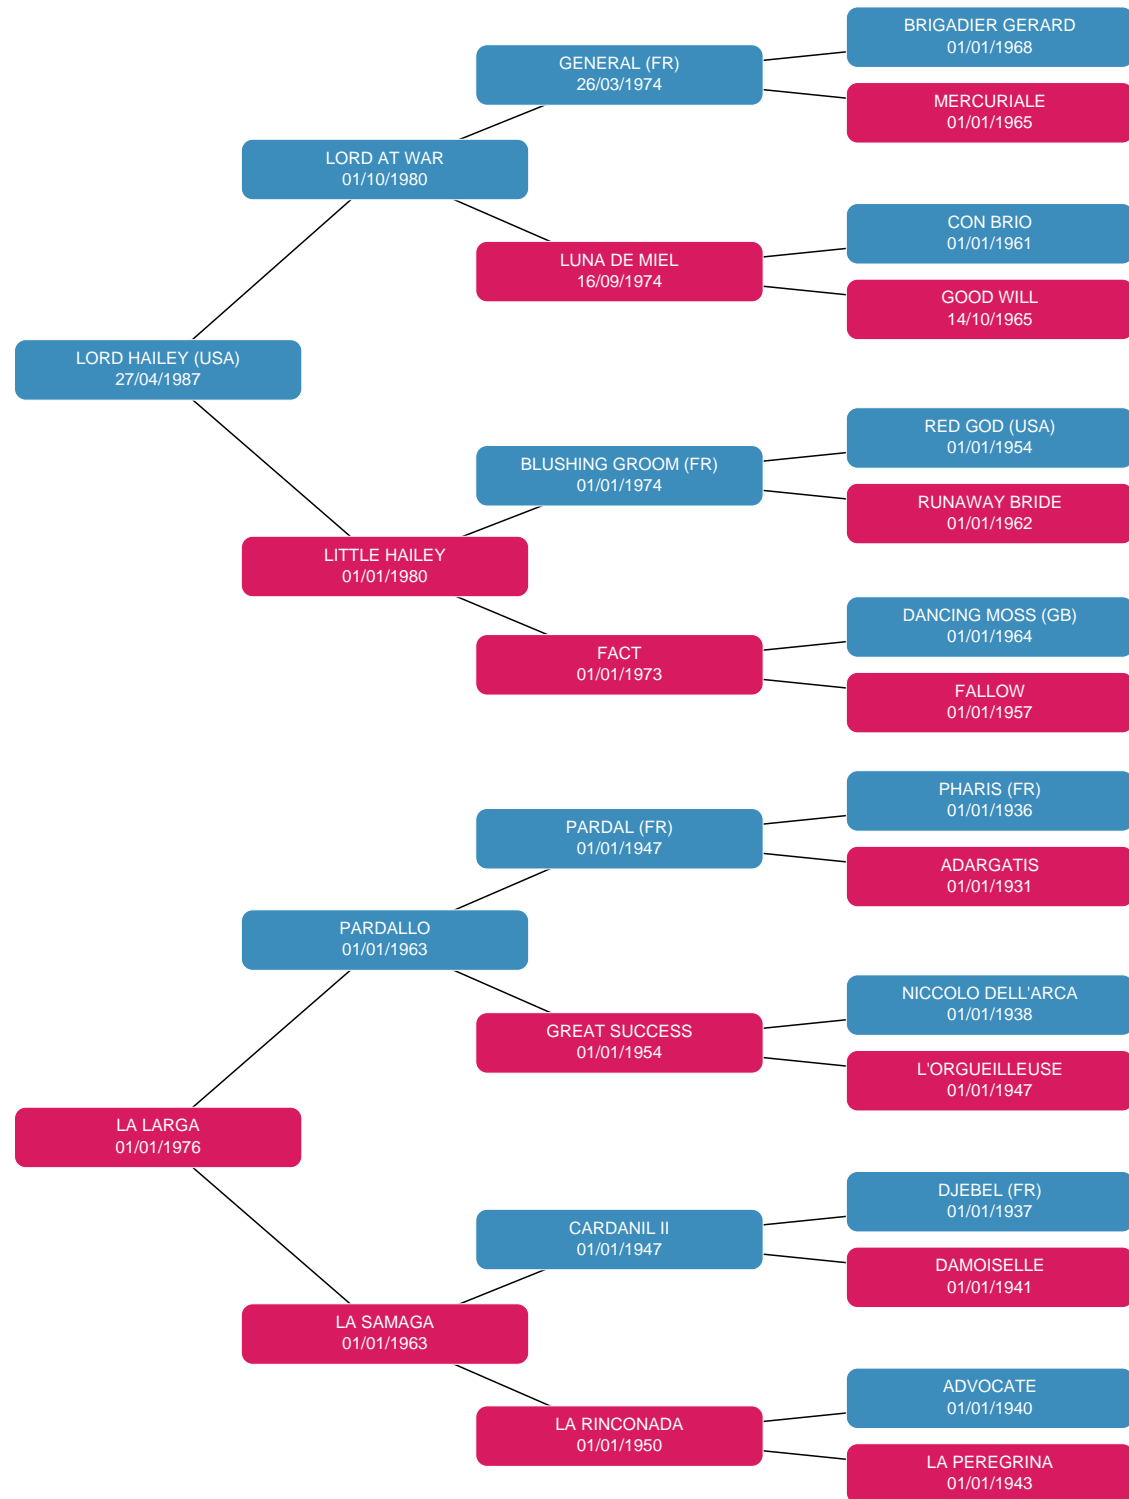 BRIGADIER GERARD
01/01/1968
GENERAL (FR)
26/03/1974
MERCURIALE
01/01/1965
LORD AT WAR
01/10/1980
CON BRIO
01/01/1961
LUNA DE MIEL
16/09/1974
GOOD WILL
14/10/1965
LORD HAILEY (USA)
27/04/1987
RED GOD (USA)
01/01/1954
BLUSHING GROOM (FR)
01/01/1974
RUNAWAY BRIDE
01/01/1962
LITTLE HAILEY
01/01/1980
DANCING MOSS (GB)
01/01/1964
FACT
01/01/1973
FALLOW
01/01/1957
PHARIS (FR)
01/01/1936
PARDAL (FR)
01/01/1947
ADARGATIS
01/01/1931
PARDALLO
01/01/1963
NICCOLO DELL'ARCA
01/01/1938
GREAT SUCCESS
01/01/1954
L'ORGUEILLEUSE
01/01/1947
LA LARGA
01/01/1976
DJEBEL (FR)
01/01/1937
CARDANIL II
01/01/1947
DAMOISELLE
01/01/1941
LA SAMAGA
01/01/1963
ADVOCATE
01/01/1940
LA RINCONADA
01/01/1950
LA PEREGRINA
01/01/1943